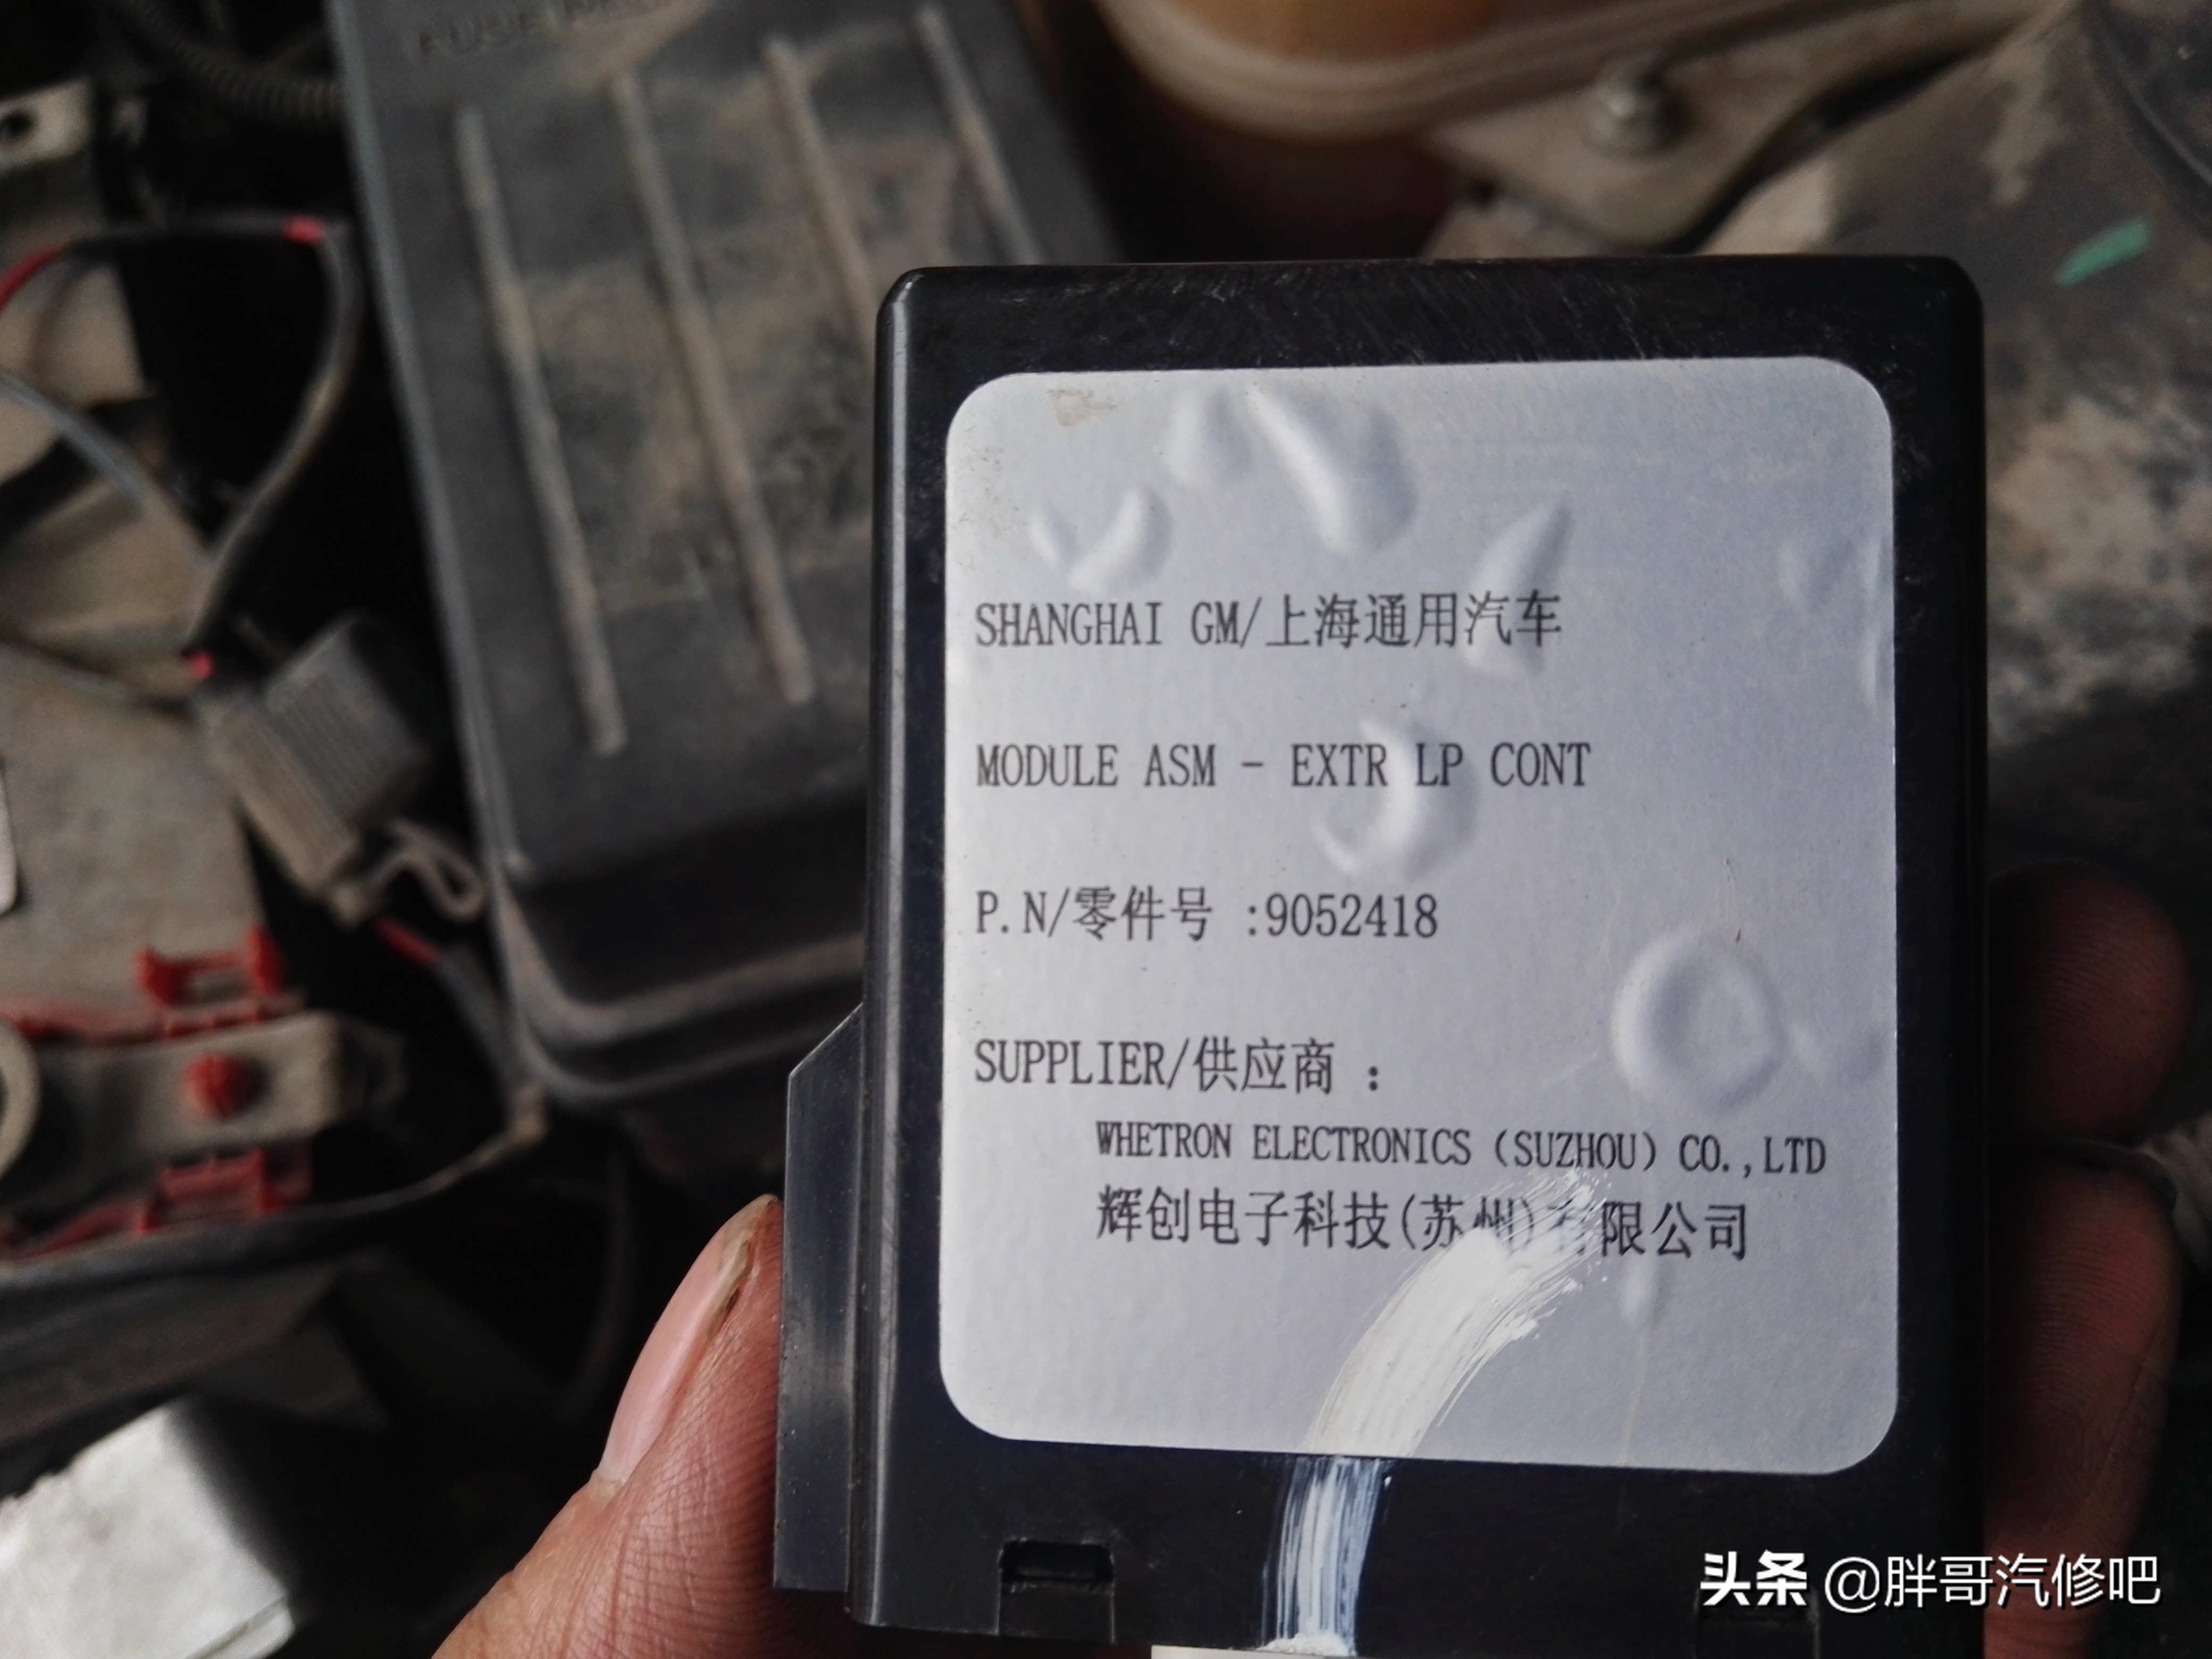 SHANGHAI GM/上海通用汽车
MODULE ASM - EXTR LP CONT
P.N/零件号 :9052418
SUPPLIER/供应商 :
WHETRON ELECTRONICS (SUZHOU) CO.,LTD
辉创电子科技(苏州)有限公司
头条 @胖哥汽修吧